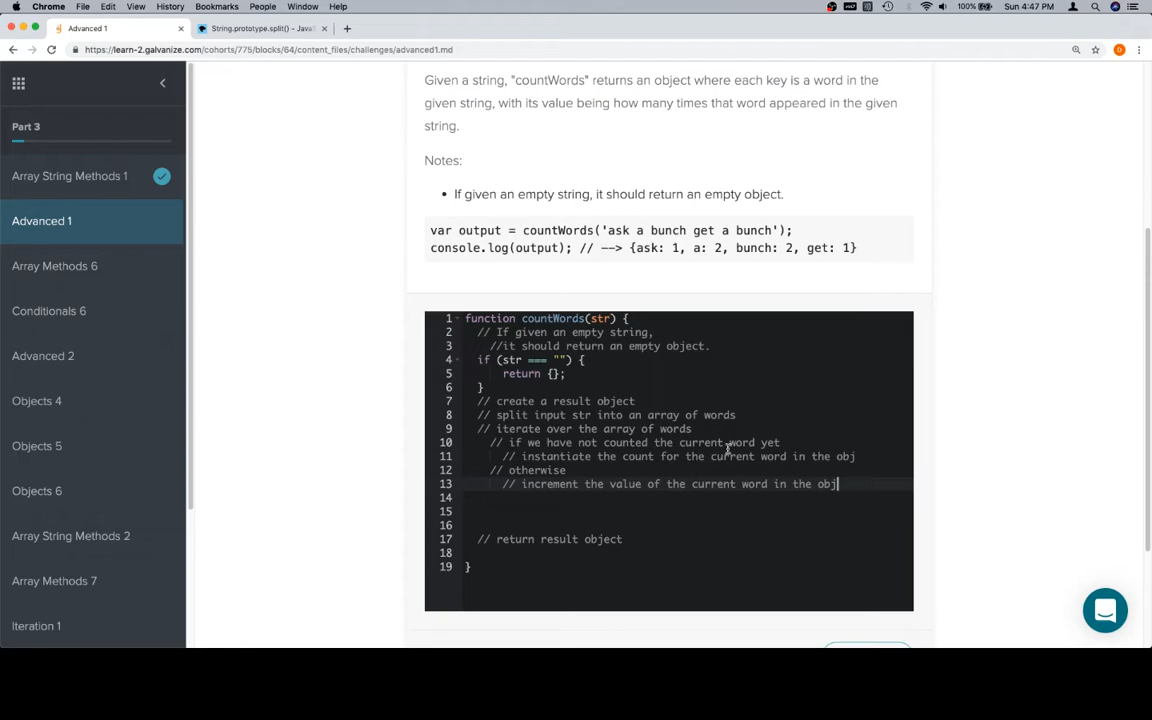 Chrome File Edit View History Bookmarks People Window Help
100% Sun 4:47 PM
Advanced 1 ×
String.prototype.split() - Java ×
+
https://learn-2.galvanize.com/cohorts/775/blocks/64/content_files/challenges/advanced1.md
D
Part 3
Array String Methods 1
Advanced 1
Array Methods 6
Conditionals 6
Advanced 2
Objects 4
Objects 5
Objects 6
Array String Methods 2
Array Methods 7
Iteration 1
Given a string, "countWords" returns an object where each key is a word in the
given string, with its value being how many times that word appeared in the given
string.
Notes:
• If given an empty string, it should return an empty object.
var output = countWords('ask a bunch get a bunch');
console.log(output); // --> {ask: 1, a: 2, bunch: 2, get: 1}
1 function countWords(str) {
2 // If given an empty string,
3 //it should return an empty object.
4 if (str === "") {
5 return {};
6 }
7 // create a result object
8 // split input str into an array of words
9 // iterate over the array of words
10 // if we have not counted the current word yet
11 // instantiate the count for the current word in the obj
12 // otherwise
13 // increment the value of the current word in the obj
14
15
16
17 // return result object
18
19 }